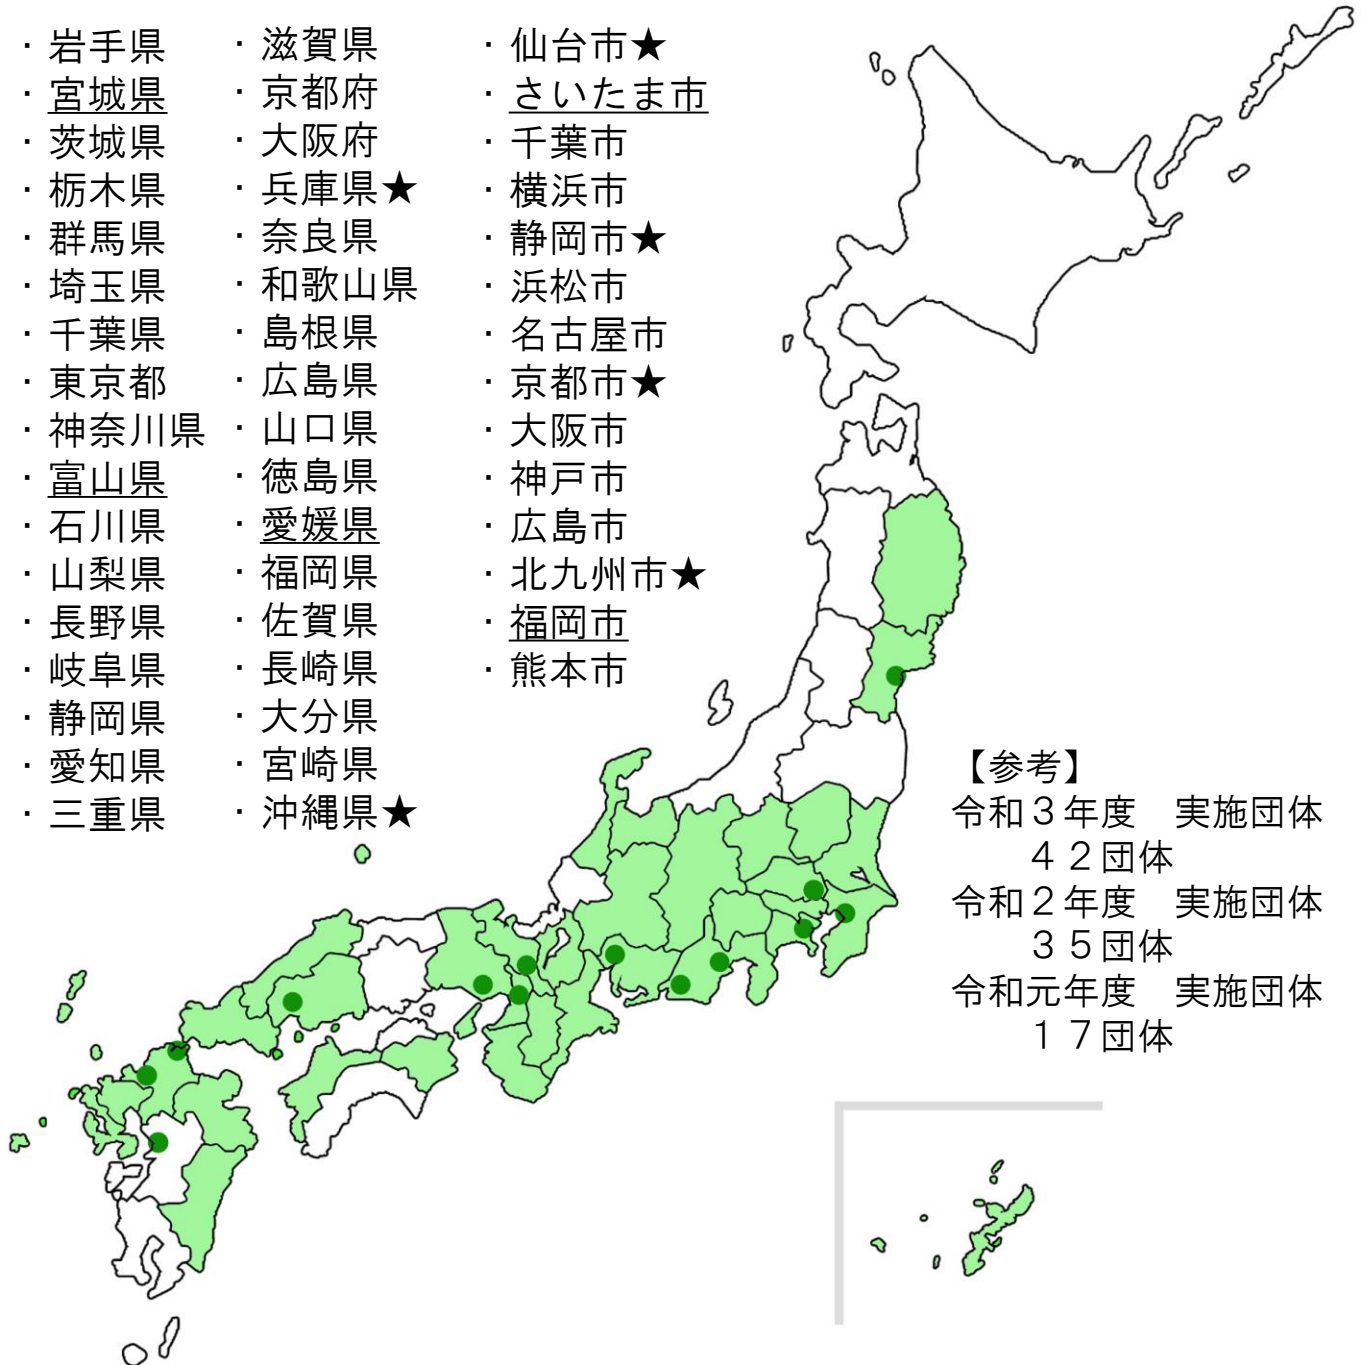 ・岩手県
・宮城県
・茨城県
・栃木県
・群馬県
・埼玉県
・千葉県
・東京都
・神奈川県
・富山県
・石川県
・山梨県
・長野県
・岐阜県
・静岡県
・愛知県
・三重県
・滋賀県
・京都府
・大阪府
・兵庫県★
・奈良県
・和歌山県
・島根県
・広島県
・山口県
・徳島県
・愛媛県
・福岡県
・佐賀県
・長崎県
・大分県
・宮崎県
・沖縄県★
・仙台市★
・さいたま市
・千葉市
・横浜市
・静岡市★
・浜松市
・名古屋市
・京都市★
・大阪市
・神戸市
・広島市
・北九州市★
・福岡市
・熊本市
【参考】
令和３年度　実施団体
４２団体
令和２年度　実施団体
３５団体
令和元年度　実施団体
１７団体